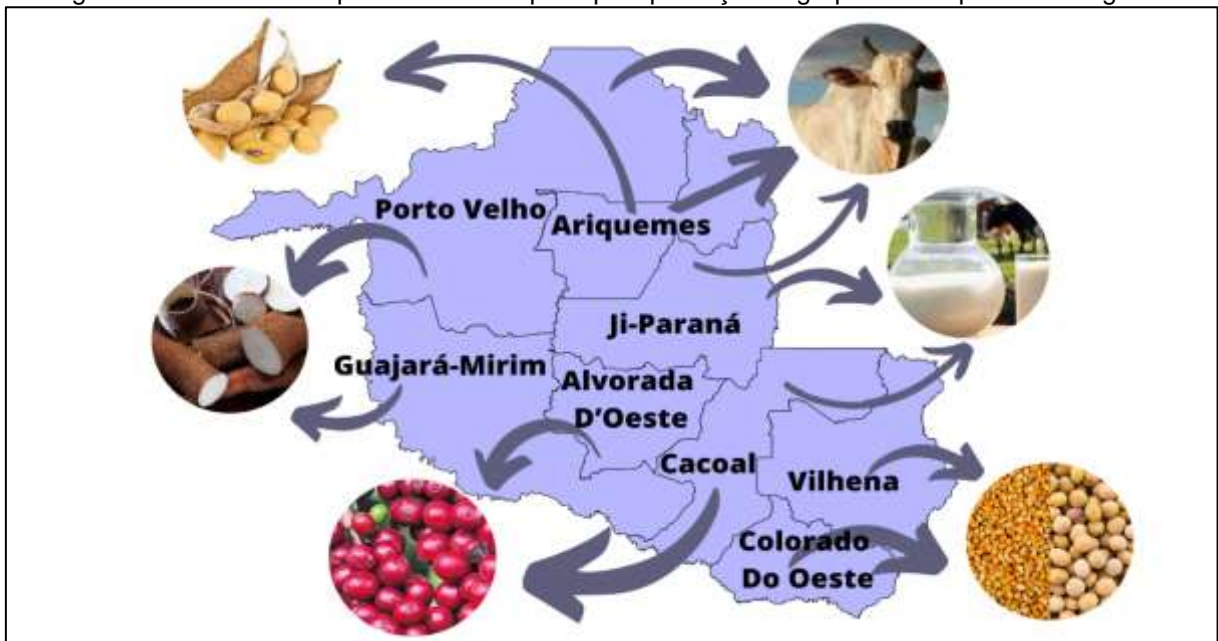 Porto Velho
Ariquemes
Ji-Paraná
Guajará-Mirim
Alvorada
D'Oeste
Cacoal
Vilhena
Colorado
Do Oeste